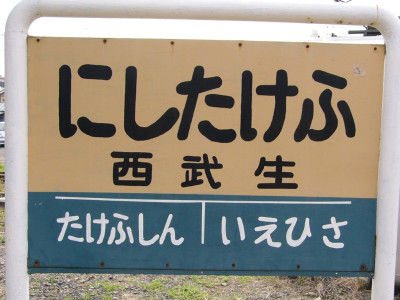 にしたけふ
西武生
たけふしん いえひさ